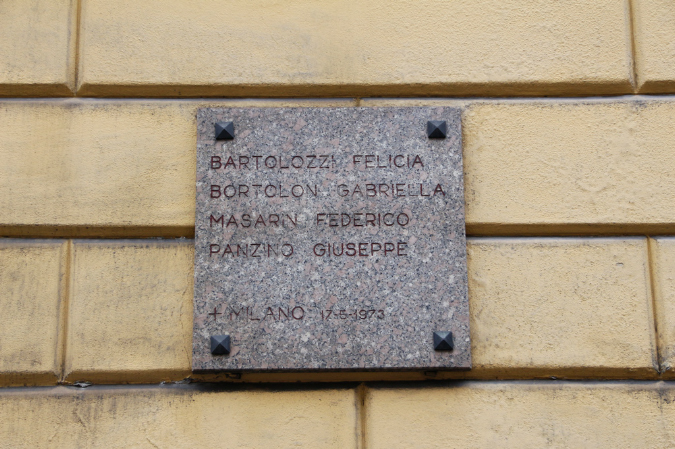 BARTOLOZZI FELICIA
BORTOLON GABRIELLA
MASARIN FEDERICO
PANZINO GIUSEPPE
+ MILANO 17-5-1973